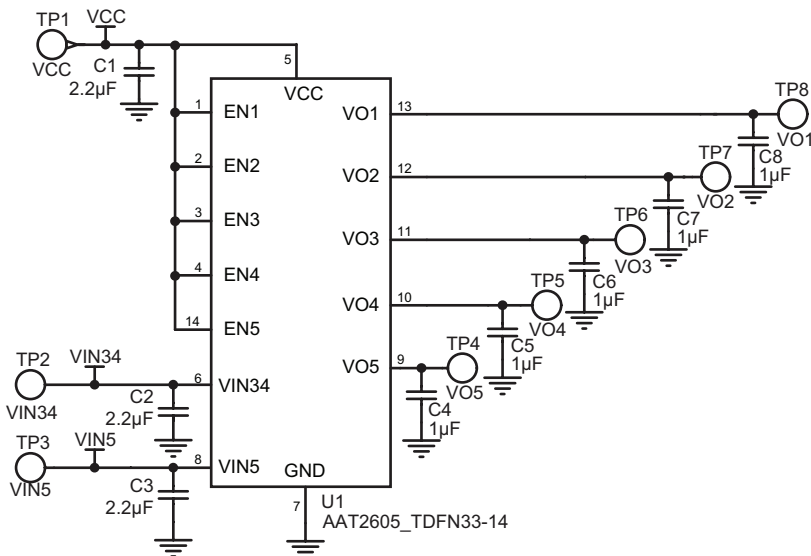 TP1
VCC
VCC
C1
2.2µF
5
VCC
1
EN1
2
EN2
3
EN3
4
EN4
14
EN5
TP2
VIN34
VIN34
C2
2.2µF
6
VIN34
TP3
VIN5
VIN5
C3
2.2µF
8
VIN5
GND
7
U1
AAT2605_TDFN33-14
VO1
13
TP8
VO1
C8
1µF
VO2
12
TP7
VO2
C7
1µF
VO3
11
TP6
VO3
C6
1µF
VO4
10
TP5
VO4
C5
1µF
VO5
9
TP4
VO5
C4
1µF